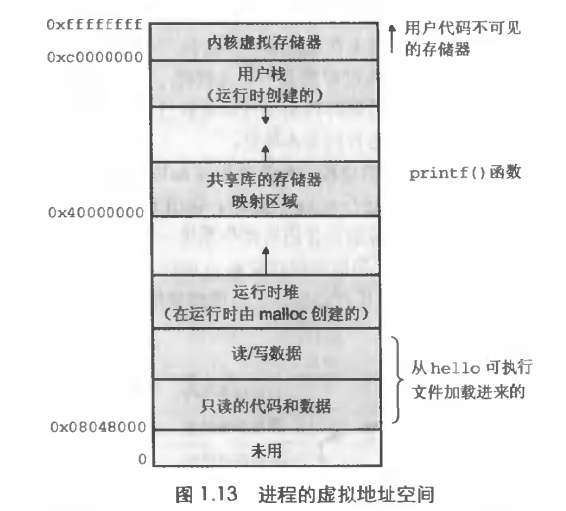 0xffffffff
内核虚拟存储器
用户代码不可见
的存储器
0xc0000000
用户栈
(运行时创建的)
共享库的存储器
映射区域
printf()函数
0x40000000
运行时堆
(在运行时由 malloc 创建的)
读/写数据
从hello 可执行
文件加载进来的
只读的代码和数据
0x08048000
未用
0
图 1.13 进程的虚拟地址空间